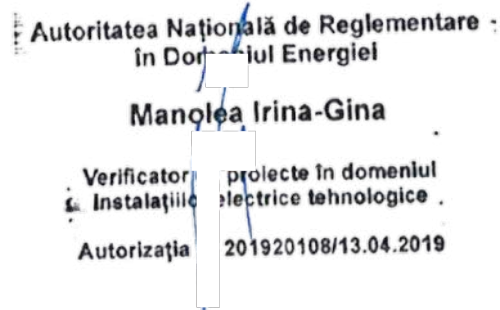 Autoritatea Națională de Reglementare
în Domeniul Energiei
Manolea Irina-Gina
Verificator proiecte în domeniul
Instalațiilor electrice tehnologice
Autorizația 201920108/13.04.2019